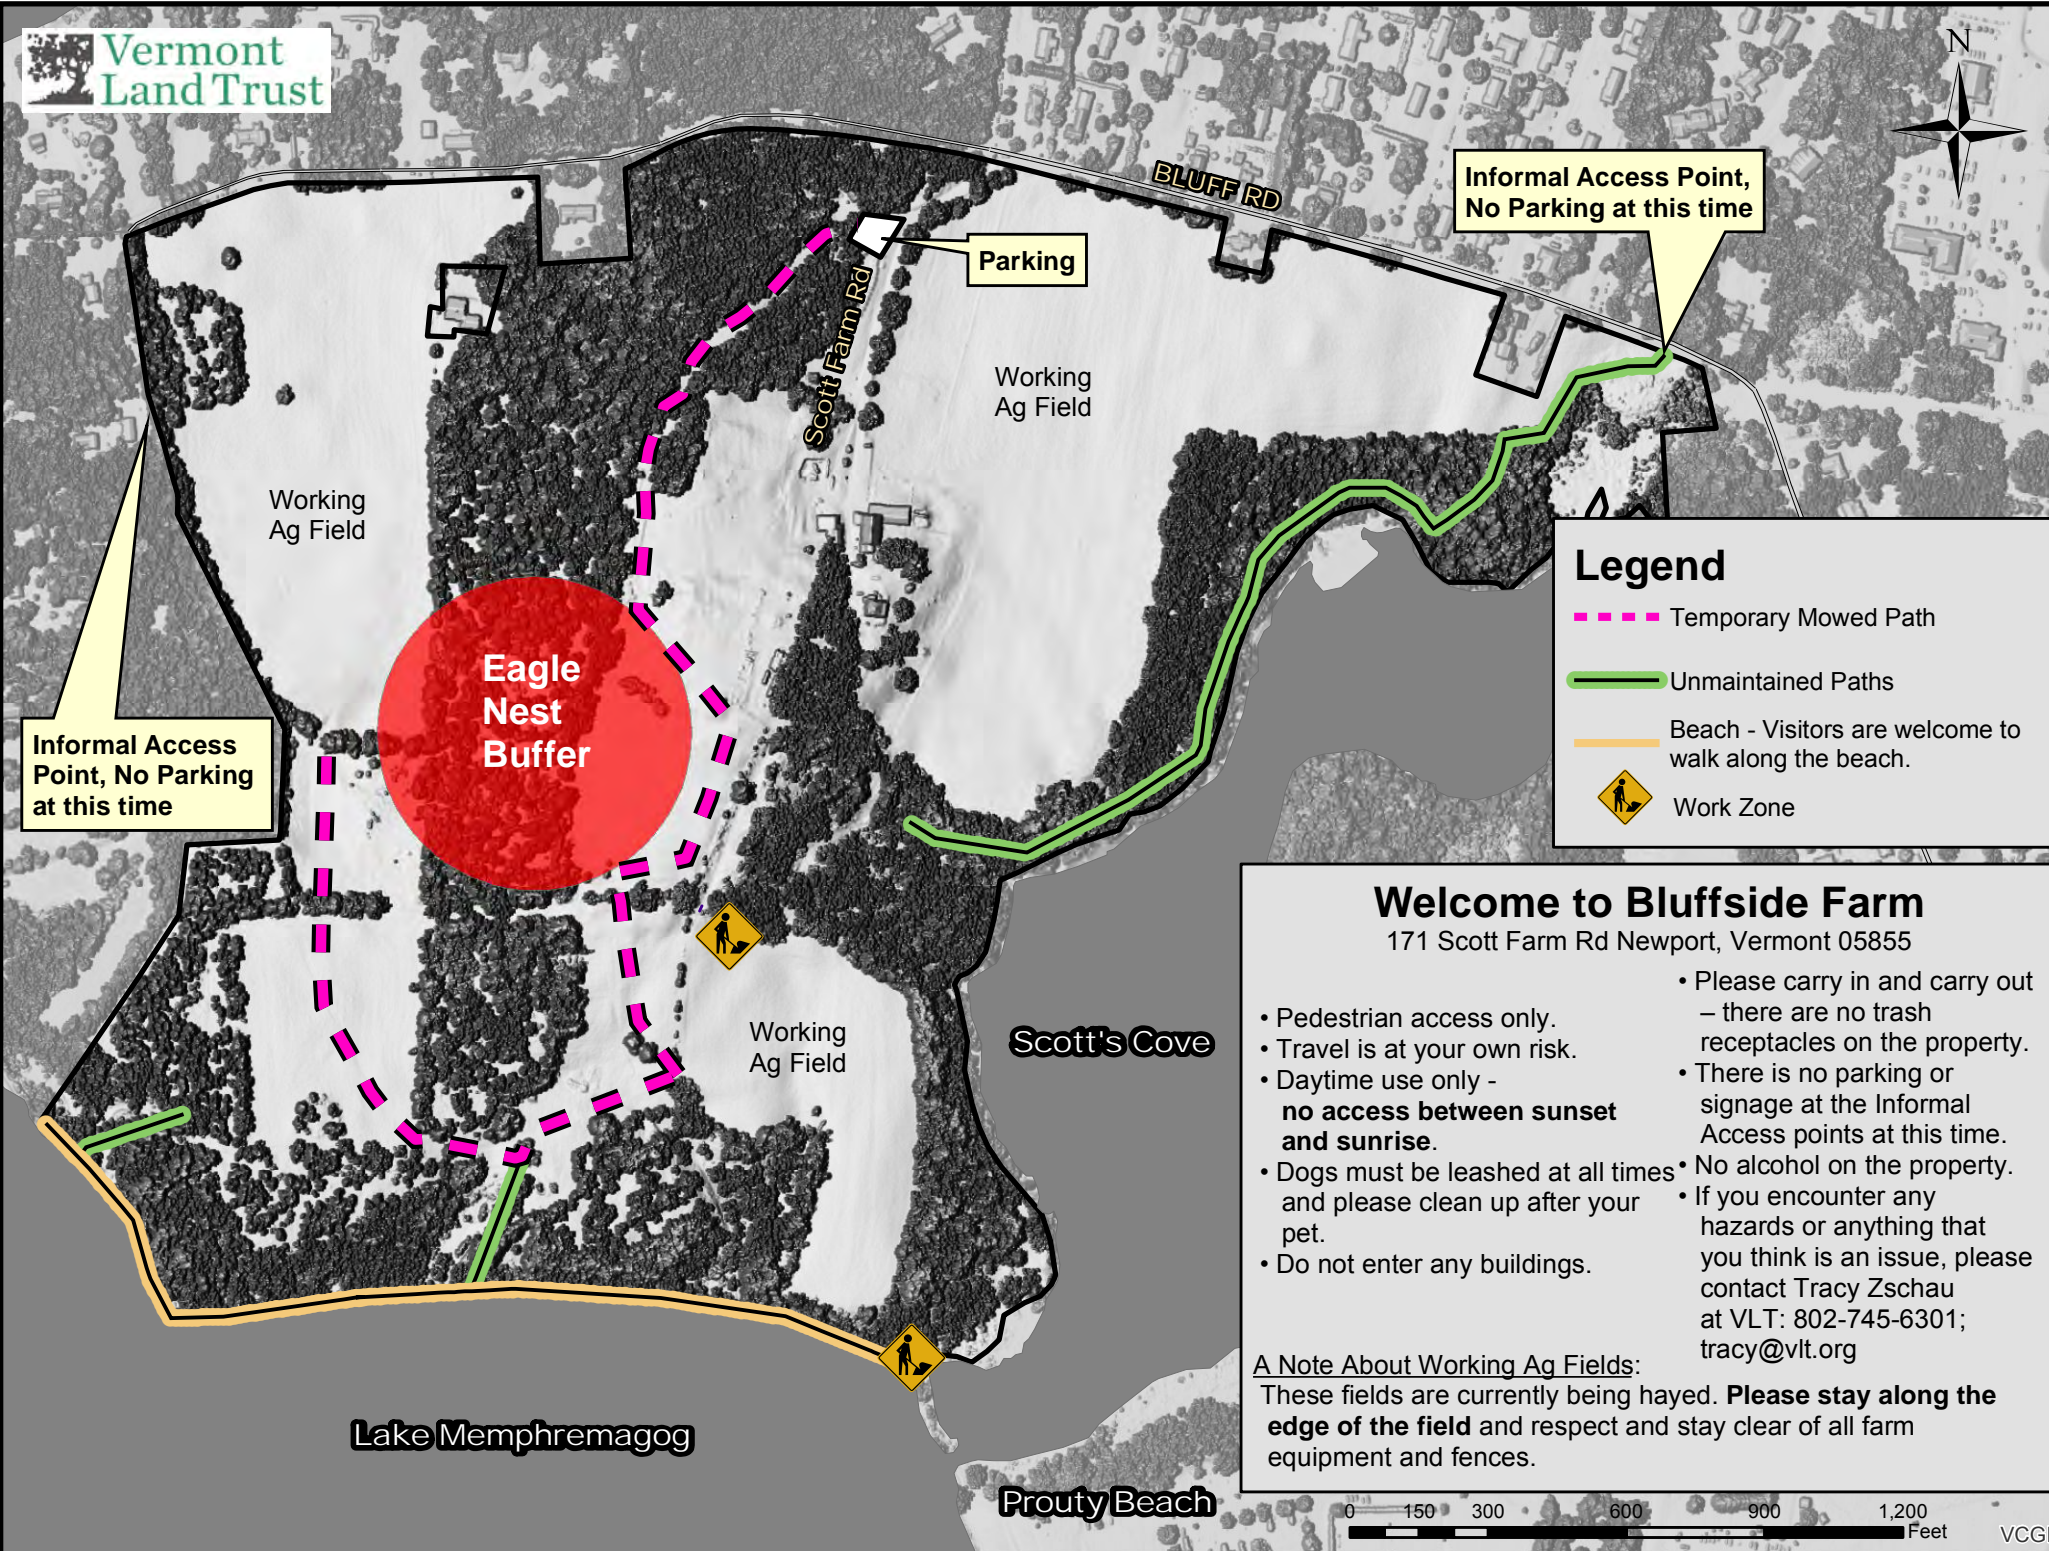 Vermont
Land Trust
N
BLUFF RD
Informal Access Point,
No Parking at this time
Parking
Scott Farm Rd
Working
Ag Field
Working
Ag Field
Eagle
Nest
Buffer
Informal Access
Point, No Parking
at this time
Working
Ag Field
Scott's Cove
Lake Memphremagog
Prouty Beach
Legend
Temporary Mowed Path
Unmaintained Paths
Beach - Visitors are welcome to
walk along the beach.
Work Zone
Welcome to Bluffside Farm
171 Scott Farm Rd Newport, Vermont 05855
• Pedestrian access only.
• Travel is at your own risk.
• Daytime use only -
no access between sunset
and sunrise.
• Dogs must be leashed at all times
and please clean up after your
pet.
• Do not enter any buildings.
• Please carry in and carry out
– there are no trash
receptacles on the property.
• There is no parking or
signage at the Informal
Access points at this time.
• No alcohol on the property.
• If you encounter any
hazards or anything that
you think is an issue, please
contact Tracy Zschau
at VLT: 802-745-6301;
tracy@vlt.org
A Note About Working Ag Fields:
These fields are currently being hayed. Please stay along the
edge of the field and respect and stay clear of all farm
equipment and fences.
0 150 300 600 900 1,200
Feet
VCGI